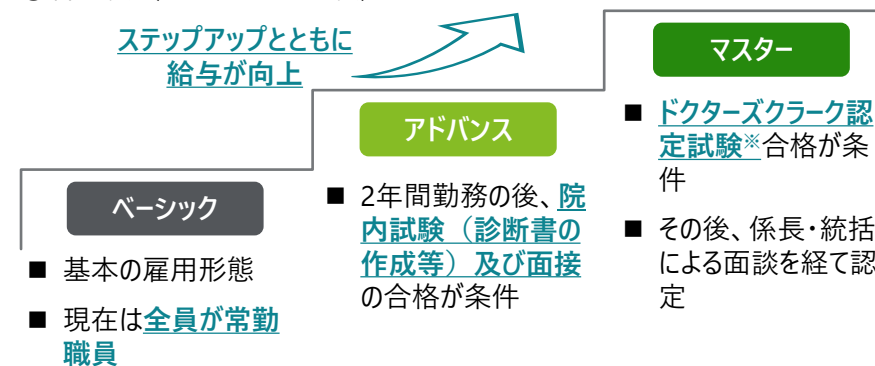 ステップアップとともに
給与が向上
マスター
■ ドクターズクラーク認
定試験※合格が条
件
■ その後、係長・統括
による面談を経て認
定
アドバンス
■ 2年間勤務の後、院
内試験（診断書の
作成等）及び面接
の合格が条件
ベーシック
■ 基本の雇用形態
■ 現在は全員が常勤
職員